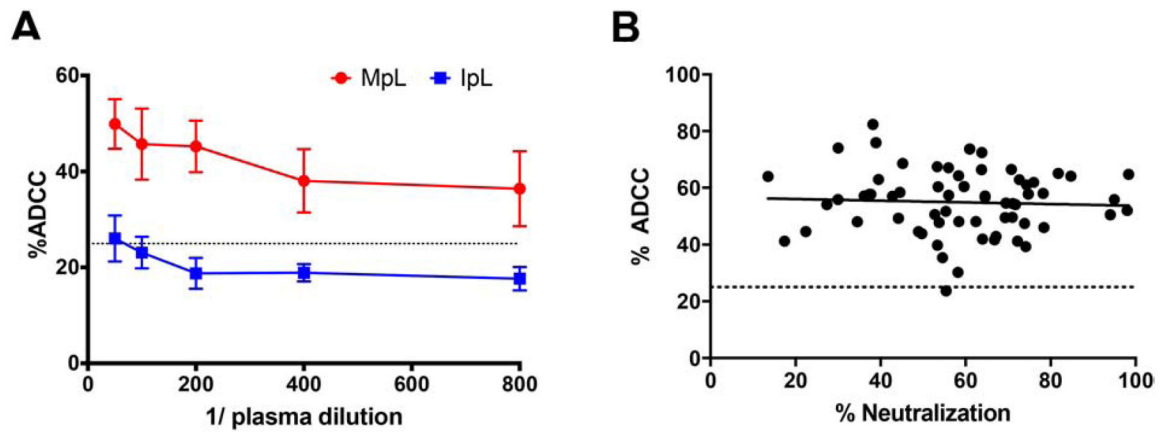 A
MpL IpL
60
40
20
0
%ADCC
0 200 400 600 800
1/ plasma dilution
B
100
80
60
40
20
0
% ADCC
0 20 40 60 80 100
% Neutralization